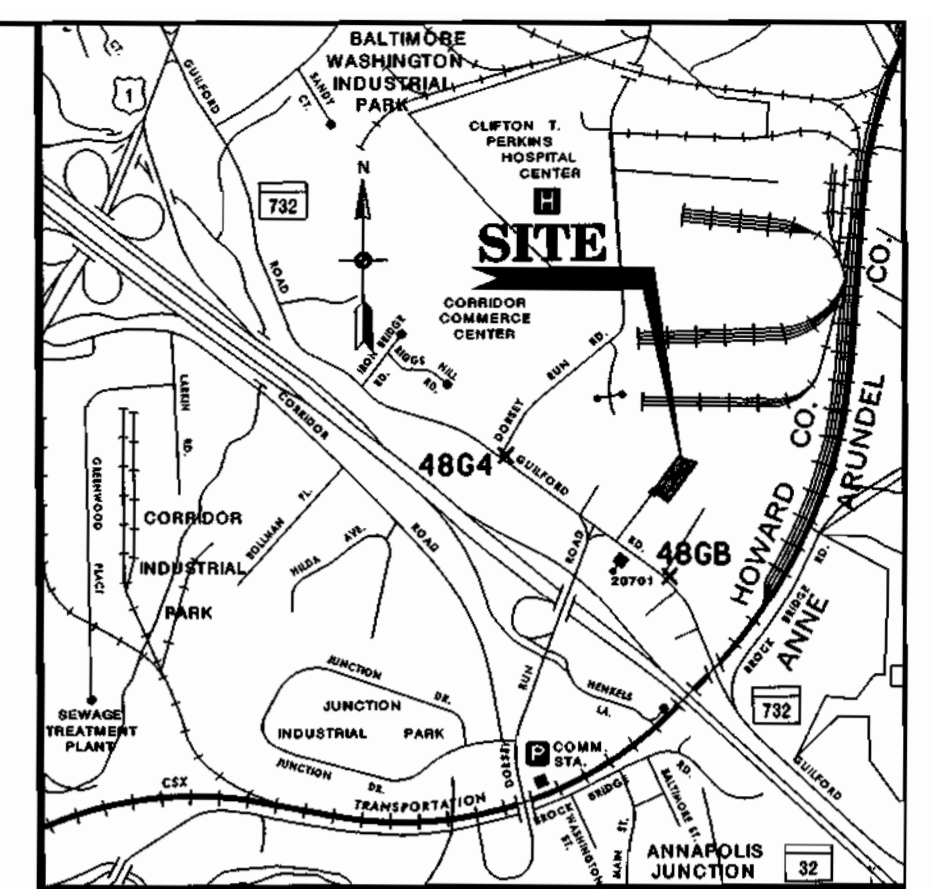 CT.
1
GUILFORD
ROAD
SANDY
CT.
BALTIMORE
WASHINGTON
INDUSTRIAL
PARK
732
N
CLIFTON T.
PERKINS
HOSPITAL
CENTER
H
SITE
CORRIDOR
COMMERCE
CENTER
IRON BRIDGE
RD.
RIGGS HILL
RD.
DORSEY
RUN
RD.
48G4
GUILFORD
RD.
CORRIDOR
ROAD
LARKIN
RD.
GREENWOOD
CORRIDOR
INDUSTRIAL
PARK
BOLLMAN
PL.
HILDA
AVE.
20701
48GB
HOWARD CO.
ANNE ARUNDEL CO.
BROCK BRIDGE RD.
732
GUILFORD
DORSEY
RUN
ROAD
HENKELS
LA.
JUNCTION
DR.
JUNCTION
INDUSTRIAL PARK
JUNCTION
DR.
SEWAGE
TREATMENT
PLANT
P COMM.
STA.
CSX TRANSPORTATION
BROCK BRIDGE RD.
WASHINGTON
ST.
MAIN ST.
BALTIMORE ST.
ANNAPOLIS
JUNCTION
32